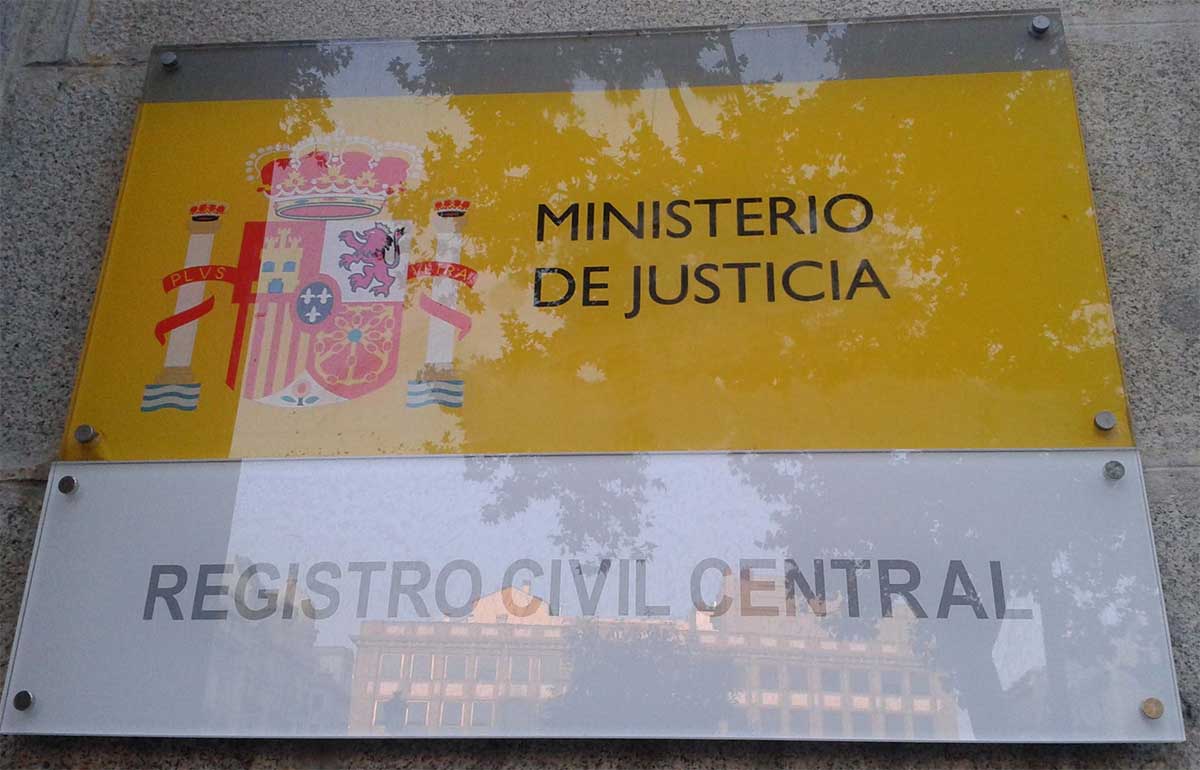 MINISTERIO
DE JUSTICIA
PLVS
VLTRA
REGISTRO CIVIL CENTRAL